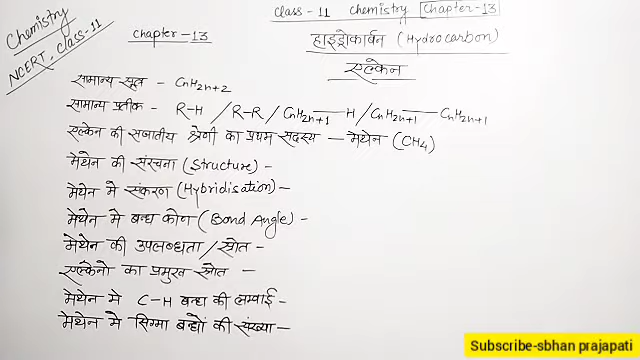 Chemistry
NCERT, class-11
Class-11 Chemistry Chapter-13
Chapter-13
हाइड्रोकार्बन (Hydrocarbon)
एल्केन
सामान्य सूत्र - CnH2n+2
सामान्य प्रतीक - R-H / R-R / CnH2n+1 — H / CnH2n+1 — CnH2n+1
एल्केन की सजातीय श्रेणी का प्रथम सदस्य - मेथेन (CH4)
मेथेन की संरचना (Structure) -
मेथेन मे संकरण (Hybridisation) -
मेथेन मे बन्ध कोण (Bond Angle) -
मेथेन की उपलब्धता / स्रोत -
एल्केनो का प्रमुख स्रोत -
मेथेन मे C-H बन्ध की लम्बाई -
मेथेन मे सिग्मा बन्धों की संख्या -
Subscribe-sbhan prajapati